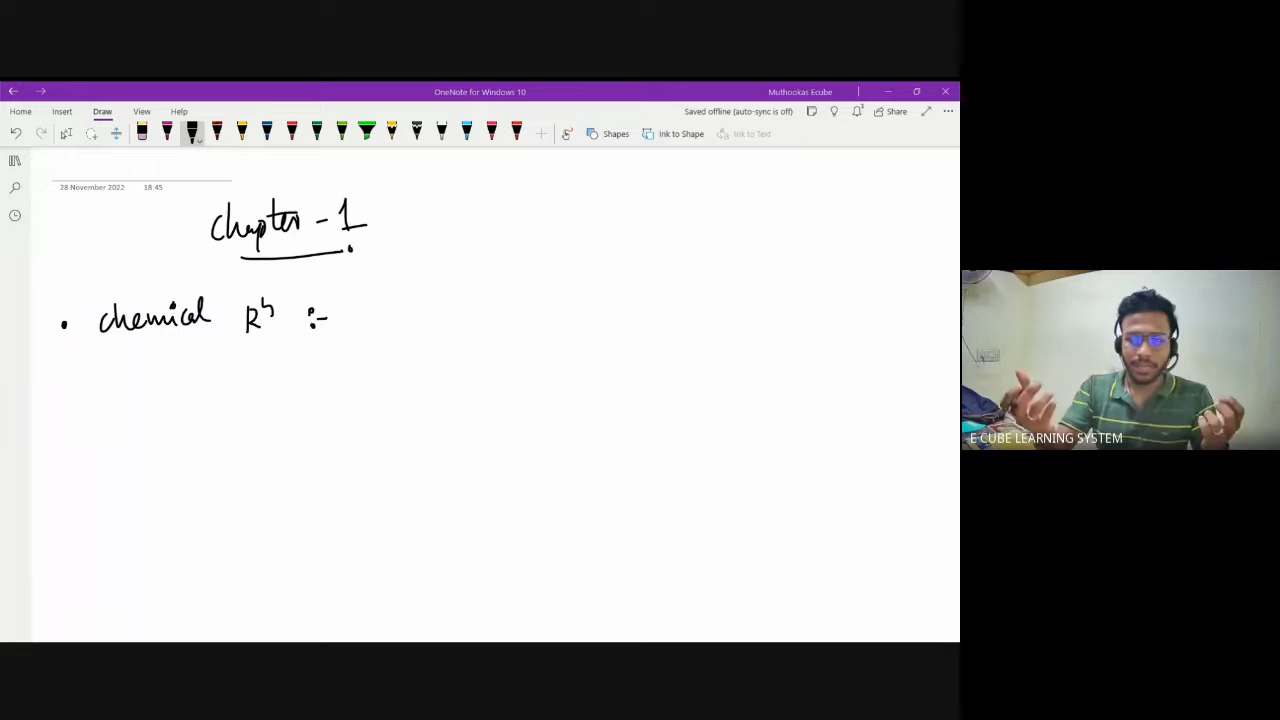 OneNote for Windows 10
Muthookas Ecube
Home Insert Draw View Help
Saved offline (auto-sync is off)
Share
Shapes
Ink to Shape
Ink to Text
28 November 2022 18:45
Chapter - 1
• chemical Rⁿ :-
E CUBE LEARNING SYSTEM